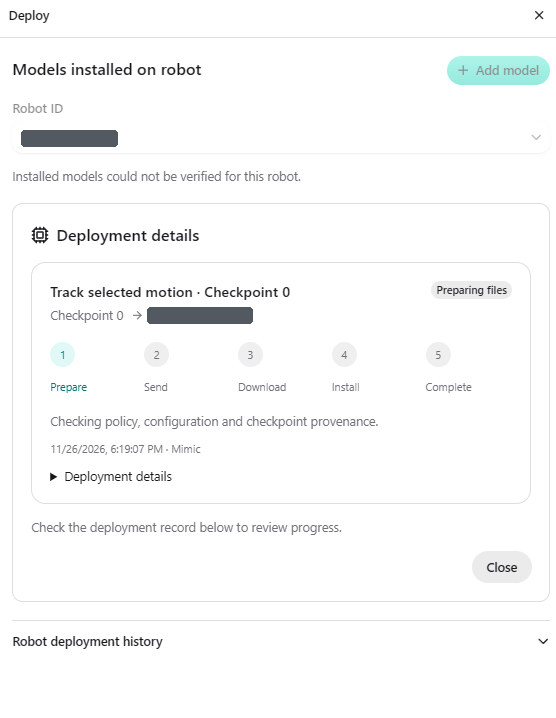 Deploy
Models installed on robot
+ Add model
Robot ID
Installed models could not be verified for this robot.
Deployment details
Track selected motion · Checkpoint 0
Preparing files
Checkpoint 0 →
1 2 3 4 5
Prepare Send Download Install Complete
Checking policy, configuration and checkpoint provenance.
11/26/2026, 6:19:07 PM · Mimic
Deployment details
Check the deployment record below to review progress.
Close
Robot deployment history